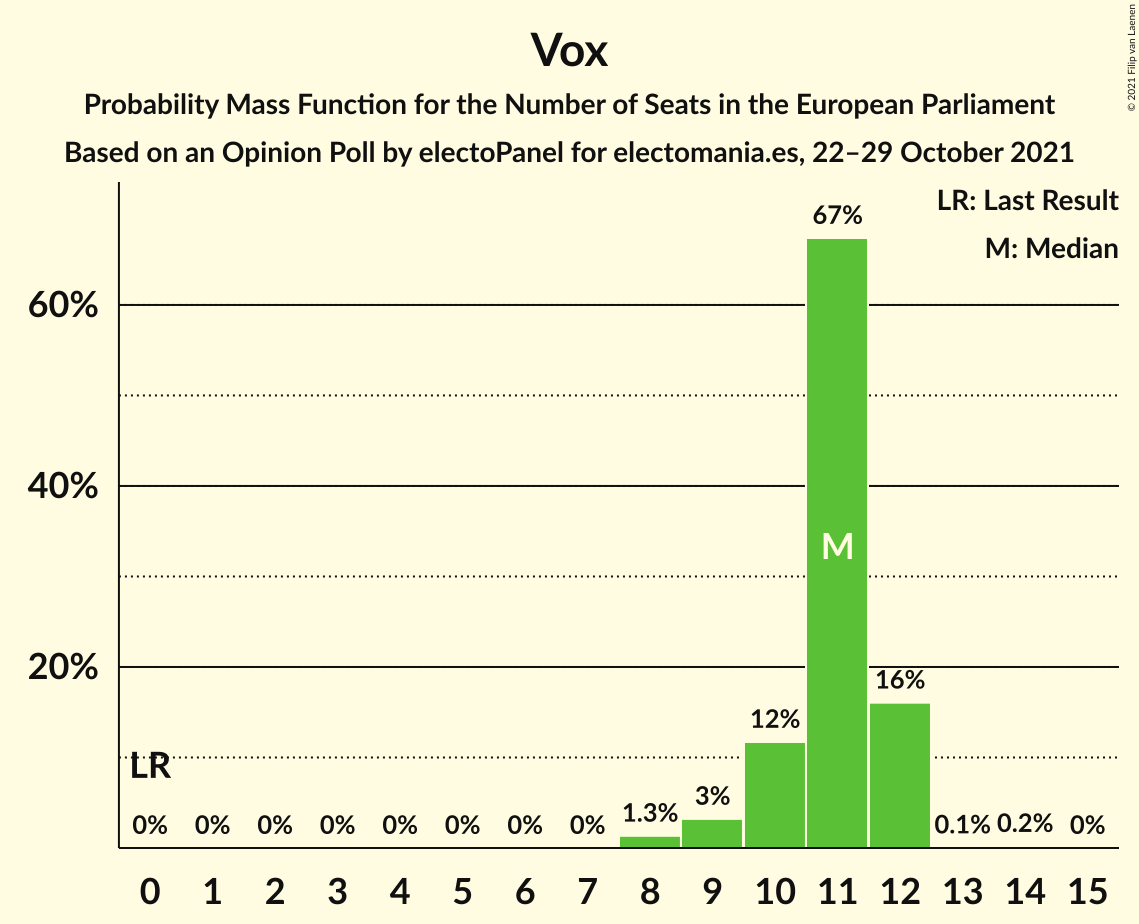 Vox
Probability Mass Function for the Number of Seats in the European Parliament
Based on an Opinion Poll by electoPanel for electomania.es, 22–29 October 2021
© 2021 Filip van Laenen
LR: Last Result
M: Median
67%
60%
40%
M
20%
16%
12%
LR
3%
1.3%
0% 0% 0% 0% 0% 0% 0% 0% 0.1% 0.2% 0%
0 1 2 3 4 5 6 7 8 9 10 11 12 13 14 15